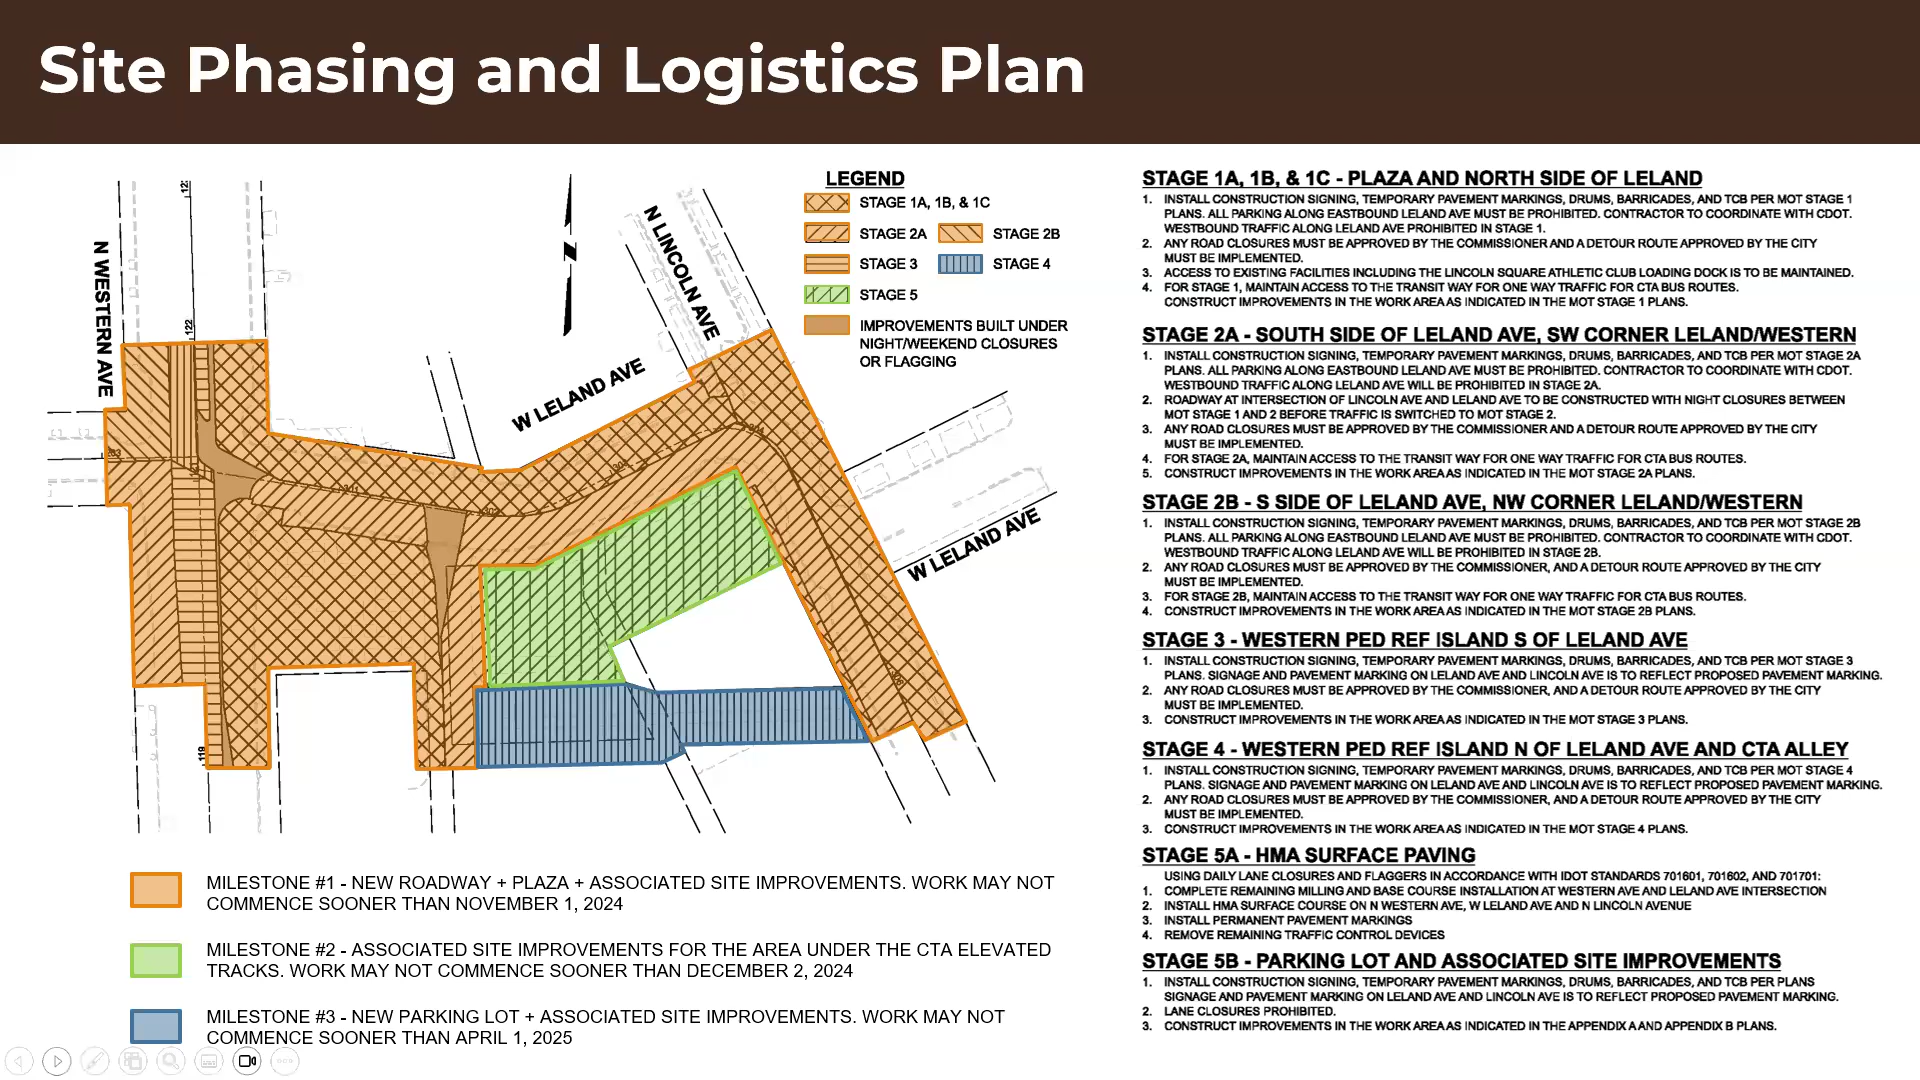 Site Phasing and Logistics Plan
LEGEND
STAGE 1A, 1B, & 1C
STAGE 2A
STAGE 2B
STAGE 3
STAGE 4
STAGE 5
IMPROVEMENTS BUILT UNDER
NIGHT/WEEKEND CLOSURES
OR FLAGGING
N WESTERN AVE
N LINCOLN AVE
W LELAND AVE
W LELAND AVE
122
119
301
302
MILESTONE #1 - NEW ROADWAY + PLAZA + ASSOCIATED SITE IMPROVEMENTS. WORK MAY NOT
COMMENCE SOONER THAN NOVEMBER 1, 2024
MILESTONE #2 - ASSOCIATED SITE IMPROVEMENTS FOR THE AREA UNDER THE CTA ELEVATED
TRACKS. WORK MAY NOT COMMENCE SOONER THAN DECEMBER 2, 2024
MILESTONE #3 - NEW PARKING LOT + ASSOCIATED SITE IMPROVEMENTS. WORK MAY NOT
COMMENCE SOONER THAN APRIL 1, 2025
STAGE 1A, 1B, & 1C - PLAZA AND NORTH SIDE OF LELAND
1. INSTALL CONSTRUCTION SIGNING, TEMPORARY PAVEMENT MARKINGS, DRUMS, BARRICADES, AND TCB PER MOT STAGE 1
PLANS. ALL PARKING ALONG EASTBOUND LELAND AVE MUST BE PROHIBITED. CONTRACTOR TO COORDINATE WITH CDOT.
WESTBOUND TRAFFIC ALONG LELAND AVE PROHIBITED IN STAGE 1.
2. ANY ROAD CLOSURES MUST BE APPROVED BY THE COMMISSIONER AND A DETOUR ROUTE APPROVED BY THE CITY
MUST BE IMPLEMENTED.
3. ACCESS TO EXISTING FACILITIES INCLUDING THE LINCOLN SQUARE ATHLETIC CLUB LOADING DOCK IS TO BE MAINTAINED.
4. FOR STAGE 1, MAINTAIN ACCESS TO THE TRANSIT WAY FOR ONE WAY TRAFFIC FOR CTA BUS ROUTES.
CONSTRUCT IMPROVEMENTS IN THE WORK AREA AS INDICATED IN THE MOT STAGE 1 PLANS.
STAGE 2A - SOUTH SIDE OF LELAND AVE, SW CORNER LELAND/WESTERN
1. INSTALL CONSTRUCTION SIGNING, TEMPORARY PAVEMENT MARKINGS, DRUMS, BARRICADES, AND TCB PER MOT STAGE 2A
PLANS. ALL PARKING ALONG EASTBOUND LELAND AVE MUST BE PROHIBITED. CONTRACTOR TO COORDINATE WITH CDOT.
WESTBOUND TRAFFIC ALONG LELAND AVE WILL BE PROHIBITED IN STAGE 2A.
2. ROADWAY AT INTERSECTION OF LINCOLN AVE AND LELAND AVE TO BE CONSTRUCTED WITH NIGHT CLOSURES BETWEEN
MOT STAGE 1 AND 2 BEFORE TRAFFIC IS SWITCHED TO MOT STAGE 2.
3. ANY ROAD CLOSURES MUST BE APPROVED BY THE COMMISSIONER AND A DETOUR ROUTE APPROVED BY THE CITY
MUST BE IMPLEMENTED.
4. FOR STAGE 2A, MAINTAIN ACCESS TO THE TRANSIT WAY FOR ONE WAY TRAFFIC FOR CTA BUS ROUTES.
5. CONSTRUCT IMPROVEMENTS IN THE WORK AREA AS INDICATED IN THE MOT STAGE 2A PLANS.
STAGE 2B - S SIDE OF LELAND AVE, NW CORNER LELAND/WESTERN
1. INSTALL CONSTRUCTION SIGNING, TEMPORARY PAVEMENT MARKINGS, DRUMS, BARRICADES, AND TCB PER MOT STAGE 2B
PLANS. ALL PARKING ALONG EASTBOUND LELAND AVE MUST BE PROHIBITED. CONTRACTOR TO COORDINATE WITH CDOT.
WESTBOUND TRAFFIC ALONG LELAND AVE WILL BE PROHIBITED IN STAGE 2B.
2. ANY ROAD CLOSURES MUST BE APPROVED BY THE COMMISSIONER, AND A DETOUR ROUTE APPROVED BY THE CITY
MUST BE IMPLEMENTED.
3. FOR STAGE 2B, MAINTAIN ACCESS TO THE TRANSIT WAY FOR ONE WAY TRAFFIC FOR CTA BUS ROUTES.
4. CONSTRUCT IMPROVEMENTS IN THE WORK AREA AS INDICATED IN THE MOT STAGE 2B PLANS.
STAGE 3 - WESTERN PED REF ISLAND S OF LELAND AVE
1. INSTALL CONSTRUCTION SIGNING, TEMPORARY PAVEMENT MARKINGS, DRUMS, BARRICADES, AND TCB PER MOT STAGE 3
PLANS. SIGNAGE AND PAVEMENT MARKING ON LELAND AVE AND LINCOLN AVE IS TO REFLECT PROPOSED PAVEMENT MARKING.
2. ANY ROAD CLOSURES MUST BE APPROVED BY THE COMMISSIONER, AND A DETOUR ROUTE APPROVED BY THE CITY
MUST BE IMPLEMENTED.
3. CONSTRUCT IMPROVEMENTS IN THE WORK AREA AS INDICATED IN THE MOT STAGE 3 PLANS.
STAGE 4 - WESTERN PED REF ISLAND N OF LELAND AVE AND CTA ALLEY
1. INSTALL CONSTRUCTION SIGNING, TEMPORARY PAVEMENT MARKINGS, DRUMS, BARRICADES, AND TCB PER MOT STAGE 4
PLANS. SIGNAGE AND PAVEMENT MARKING ON LELAND AVE AND LINCOLN AVE IS TO REFLECT PROPOSED PAVEMENT MARKING.
2. ANY ROAD CLOSURES MUST BE APPROVED BY THE COMMISSIONER, AND A DETOUR ROUTE APPROVED BY THE CITY
MUST BE IMPLEMENTED.
3. CONSTRUCT IMPROVEMENTS IN THE WORK AREA AS INDICATED IN THE MOT STAGE 4 PLANS.
STAGE 5A - HMA SURFACE PAVING
USING DAILY LANE CLOSURES AND FLAGGERS IN ACCORDANCE WITH IDOT STANDARDS 701601, 701602, AND 701701:
1. COMPLETE REMAINING MILLING AND BASE COURSE INSTALLATION AT WESTERN AVE AND LELAND AVE INTERSECTION
2. INSTALL HMA SURFACE COURSE ON N WESTERN AVE, W LELAND AVE AND N LINCOLN AVENUE
3. INSTALL PERMANENT PAVEMENT MARKINGS
4. REMOVE REMAINING TRAFFIC CONTROL DEVICES
STAGE 5B - PARKING LOT AND ASSOCIATED SITE IMPROVEMENTS
1. INSTALL CONSTRUCTION SIGNING, TEMPORARY PAVEMENT MARKINGS, DRUMS, BARRICADES, AND TCB PER PLANS
SIGNAGE AND PAVEMENT MARKING ON LELAND AVE AND LINCOLN AVE IS TO REFLECT PROPOSED PAVEMENT MARKING.
2. LANE CLOSURES PROHIBITED.
3. CONSTRUCT IMPROVEMENTS IN THE WORK AREA AS INDICATED IN THE APPENDIX A AND APPENDIX B PLANS.